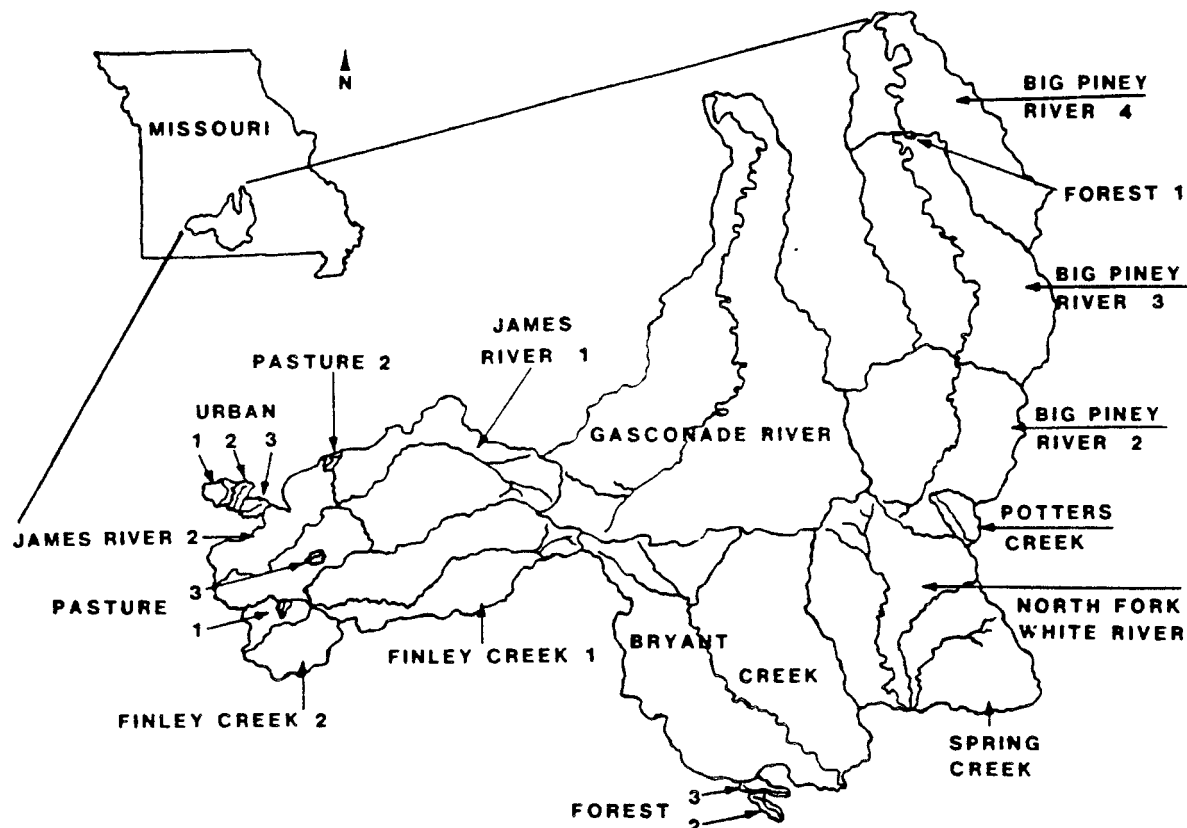 N
MISSOURI
BIG PINEY
RIVER 4
FOREST 1
BIG PINEY
RIVER 3
JAMES
RIVER 1
PASTURE 2
URBAN
1 2 3
GASCONADE RIVER
BIG PINEY
RIVER 2
POTTERS
CREEK
JAMES RIVER 2
3
PASTURE
1
NORTH FORK
WHITE RIVER
FINLEY CREEK 1
BRYANT
CREEK
FINLEY CREEK 2
SPRING
CREEK
3
FOREST
2